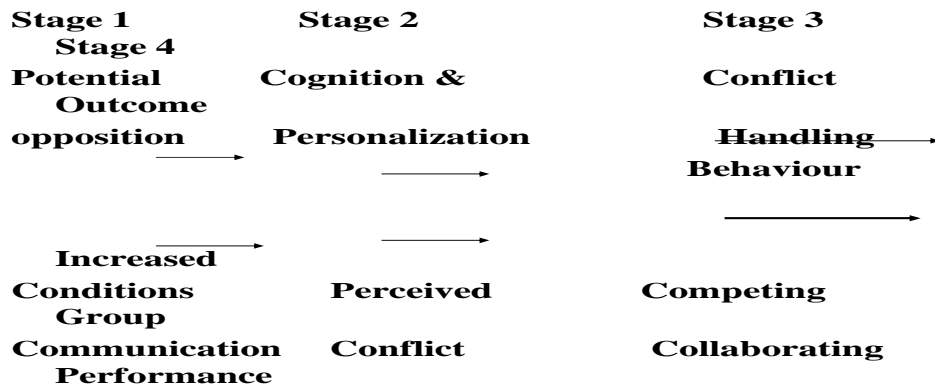 Stage 1 Stage 2 Stage 3
Stage 4
Potential Cognition & Conflict
Outcome
opposition Personalization Handling
Behaviour
Increased
Conditions Perceived Competing
Group
Communication Conflict Collaborating
Performance